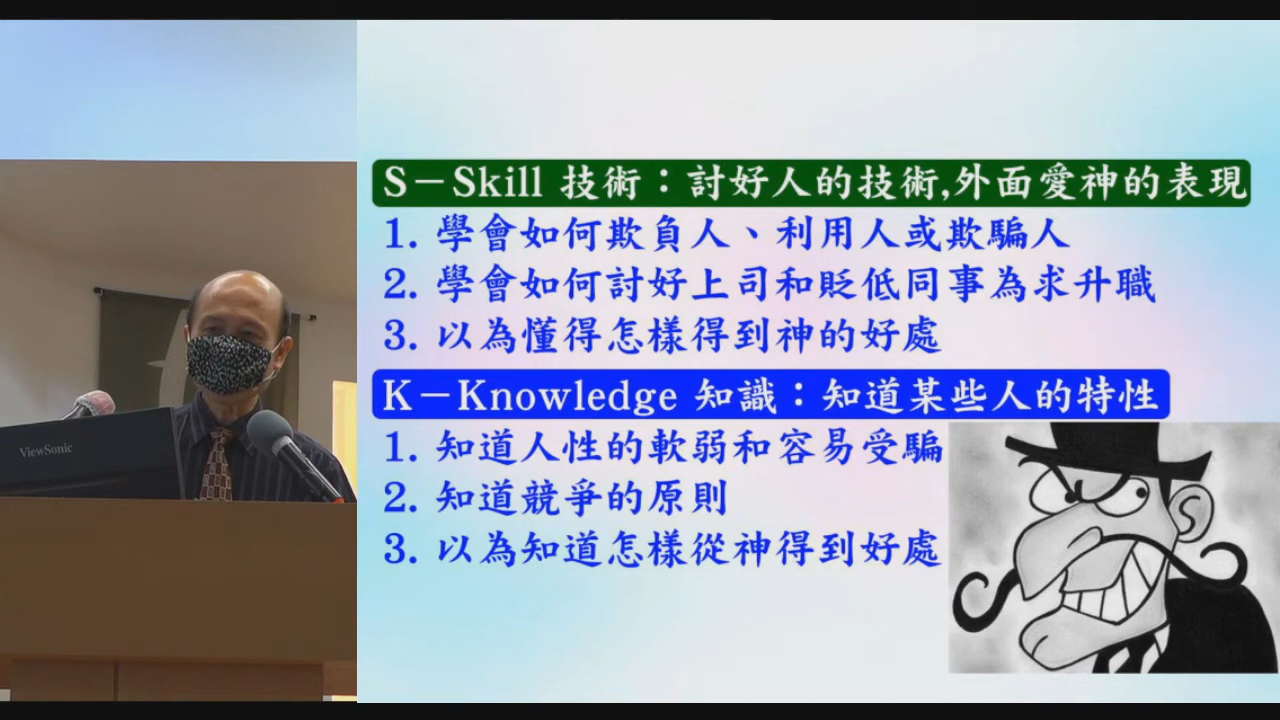 S－Skill 技術：討好人的技術,外面愛神的表現
1. 學會如何欺負人、利用人或欺騙人
2. 學會如何討好上司和貶低同事為求升職
3. 以為懂得怎樣得到神的好處
K－Knowledge 知識：知道某些人的特性
1. 知道人性的軟弱和容易受騙
2. 知道競爭的原則
3. 以為知道怎樣從神得到好處
ViewSonic